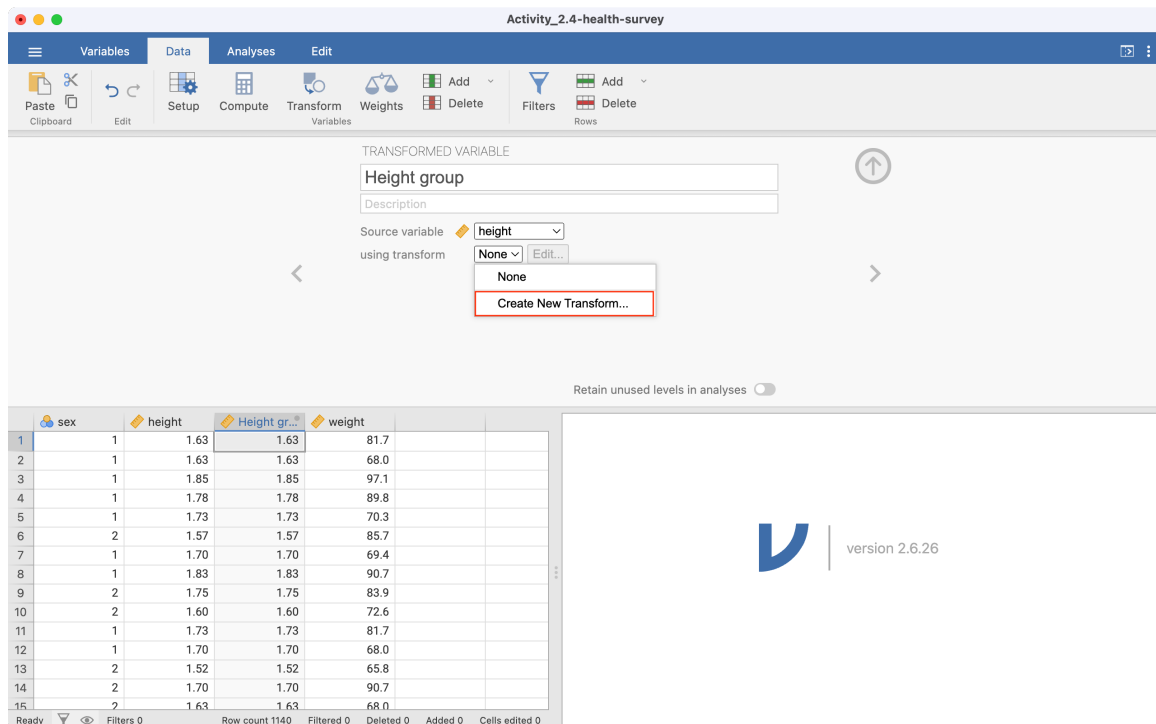 Activity_2.4-health-survey
Variables Data Analyses Edit
Paste Setup Compute Transform Weights Add Delete Filters Add Delete
Clipboard Edit Variables Rows
TRANSFORMED VARIABLE
Height group
Description
Source variable height
using transform None Edit...
None
Create New Transform...
Retain unused levels in analyses
sex height Height gr... weight
1 1 1.63 1.63 81.7
2 1 1.63 1.63 68.0
3 1 1.85 1.85 97.1
4 1 1.78 1.78 89.8
5 1 1.73 1.73 70.3
6 2 1.57 1.57 85.7
7 1 1.70 1.70 69.4
8 1 1.83 1.83 90.7
9 2 1.75 1.75 83.9
10 2 1.60 1.60 72.6
11 1 1.73 1.73 81.7
12 1 1.70 1.70 68.0
13 2 1.52 1.52 65.8
14 2 1.70 1.70 90.7
15 2 1.63 1.63 68.0
version 2.6.26
Ready Filters 0 Row count 1140 Filtered 0 Deleted 0 Added 0 Cells edited 0